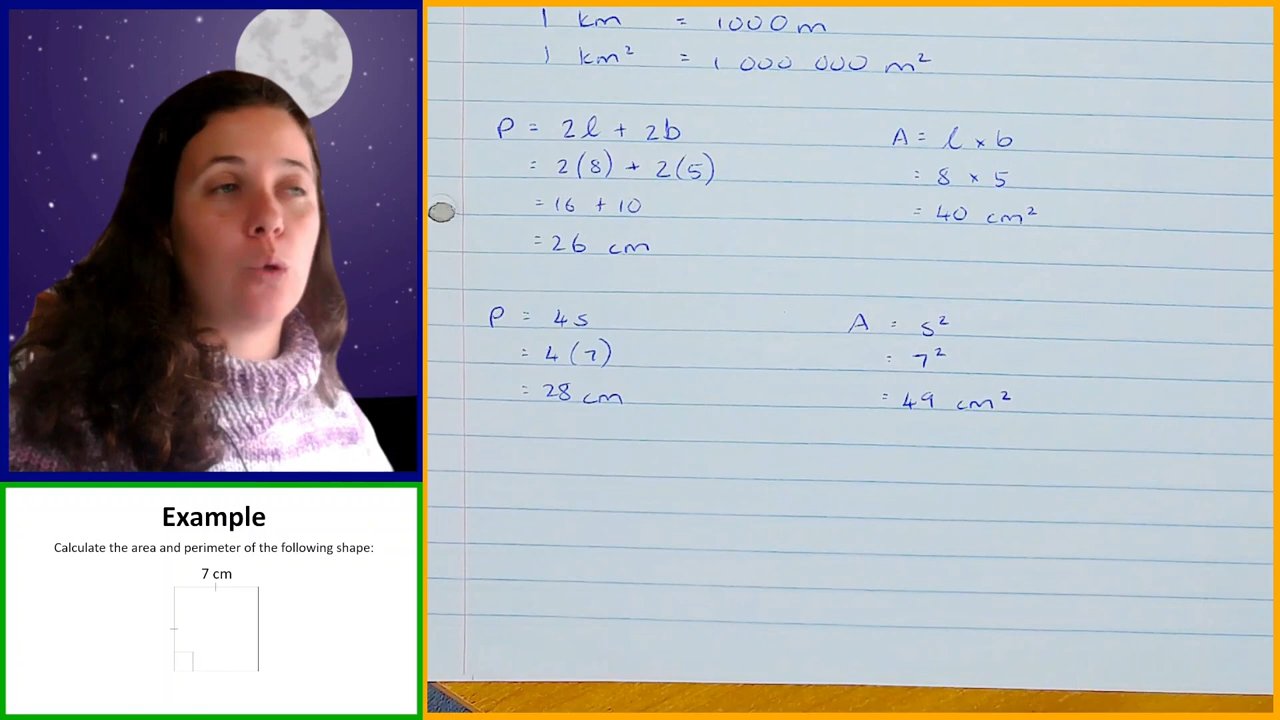 1 km = 1000 m
1 km² = 1 000 000 m²
P = 2l + 2b
= 2(8) + 2(5)
= 16 + 10
= 26 cm
A = l × b
= 8 × 5
= 40 cm²
P = 4s
= 4(7)
= 28 cm
A = s²
= 7²
= 49 cm²
Example
Calculate the area and perimeter of the following shape:
7 cm